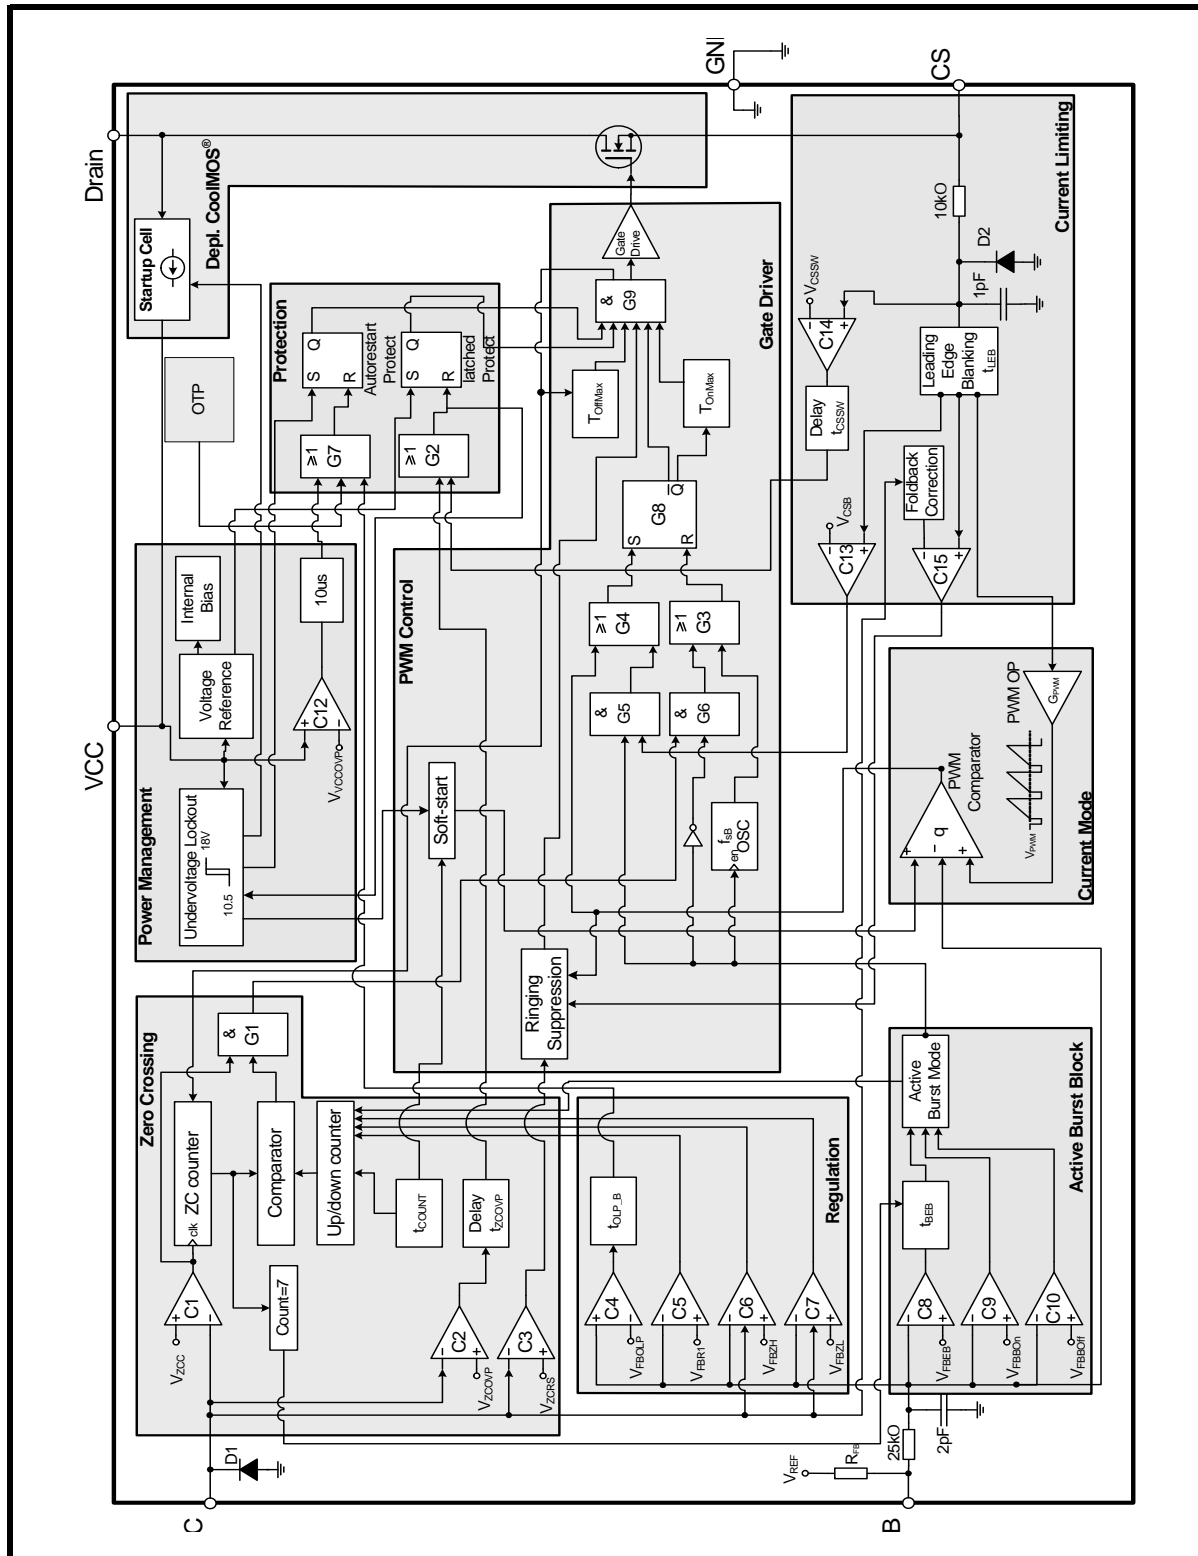 Drain
VCC
C
GNI
CS
B
Depl. CoolMOS®
Startup Cell
OTP
Protection
S Q
R
Autorestart
Protect
S Q
R
latched
Protect
≥1
G7
≥1
G2
Power Management
Internal
Bias
Voltage
Reference
10us
C12
+
−
VVCCOVP
Undervoltage Lockout
18V
10.5
Zero Crossing
&
G1
clk ZC counter
Comparator
Up/down counter
tCOUNT
Delay
tZCOVP
Count=7
C1
+
−
VZCC
C2
−
+
VZCOVP
C3
−
+
VZCRS
PWM Control
Soft-start
Ringing
Suppression
Gate Driver
Gate
Drive
&
G9
TOffMax
TOnMax
G8
S
R
Q
≥1
G4
≥1
G3
&
G5
&
G6
fsB
OSC
en
Current Limiting
10kΩ
D2
1pF
VCSSW
C14
−
+
Delay
tCSSW
Leading
Edge
Blanking
tLEB
VCSB
C13
−
+
Foldback
Correction
C15
−
+
Current Mode
PWM OP
GPWM
PWM
Comparator
VPWM
+
− q
+
Regulation
tOLP_B
C4
+
−
VFBOLP
C5
−
+
VFBR1
C6
−
+
VFBZH
C7
−
+
VFBZL
Active Burst Block
Active
Burst Mode
tBEB
C8
−
+
VFBEB
C9
−
+
VFBBOn
C10
−
+
VFBBOff
D1
VREF
RFB
25kΩ
2pF